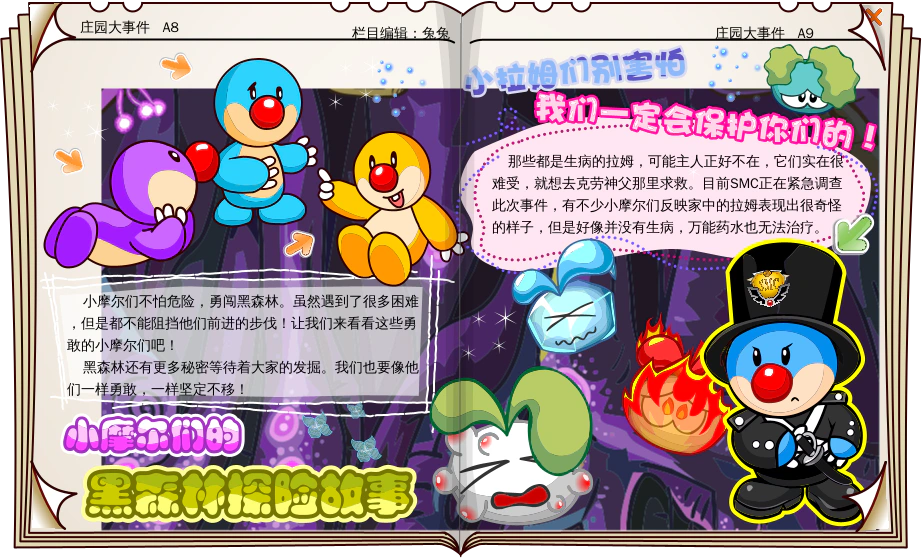 庄园大事件 A8
栏目编辑：兔兔
小摩尔们不怕危险，勇闯黑森林。虽然遇到了很多困难
，但是都不能阻挡他们前进的步伐！让我们来看看这些勇
敢的小摩尔们吧！
黑森林还有更多秘密等待着大家的发掘。我们也要像他
们一样勇敢，一样坚定不移！
小摩尔们的
黑森林探险故事
庄园大事件 A9
小拉姆们别害怕
我们一定会保护你们的！
那些都是生病的拉姆，可能主人正好不在，它们实在很
难受，就想去克劳神父那里求救。目前SMC正在紧急调查
此次事件，有不少小摩尔们反映家中的拉姆表现出很奇怪
的样子，但是好像并没有生病，万能药水也无法治疗。
SMC